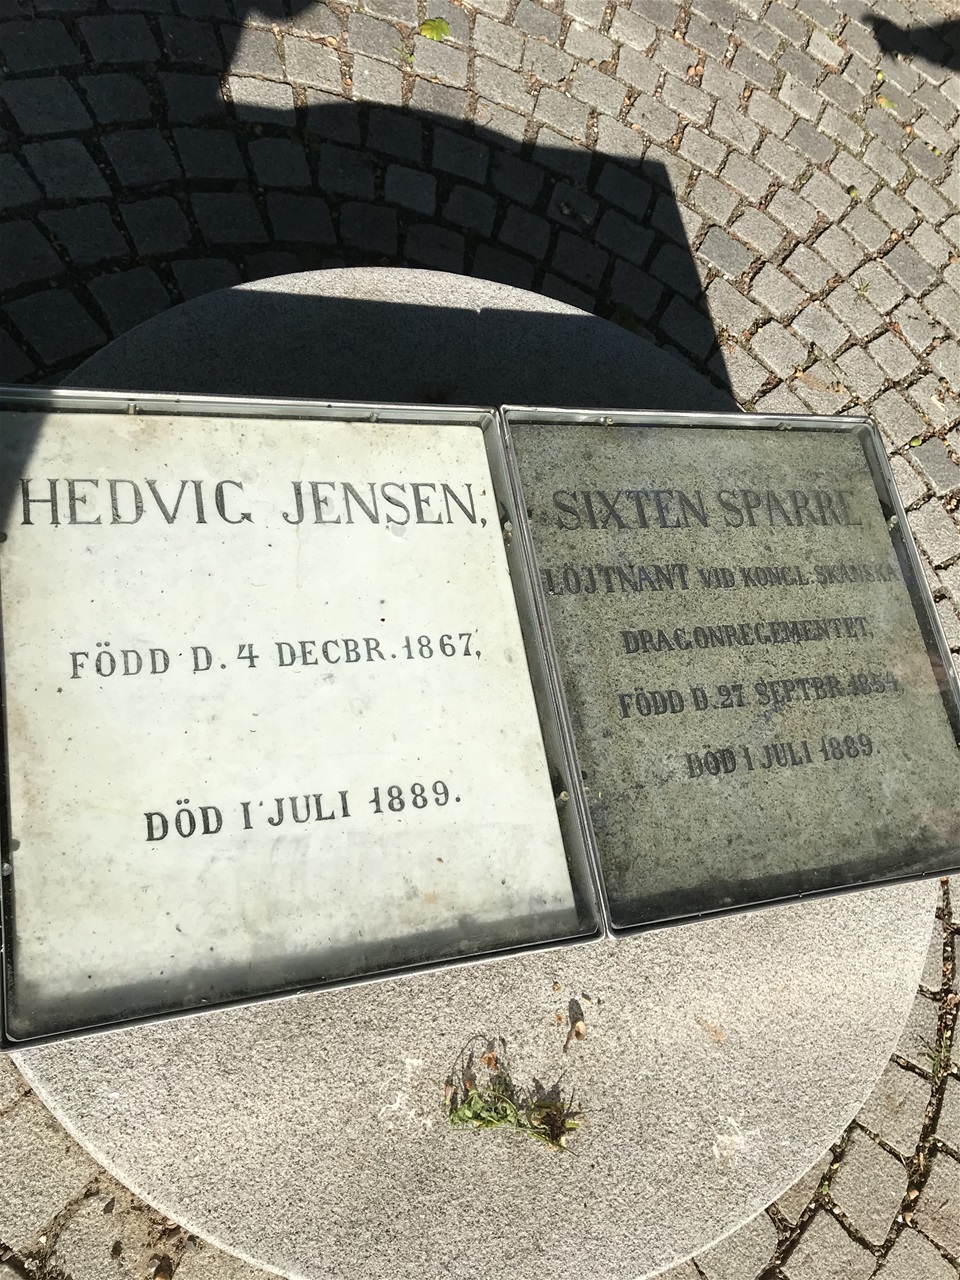 HEDVIG JENSEN,
FÖDD D. 4 DECBR. 1867,
DÖD I JULI 1889.
SIXTEN SPARRE
LÖJTNANT VID KONGL. SKÅNSKA
DRAGONREGEMENTET.
FÖDD D. 27 SEPTBR 1854
DÖD I JULI 1889.